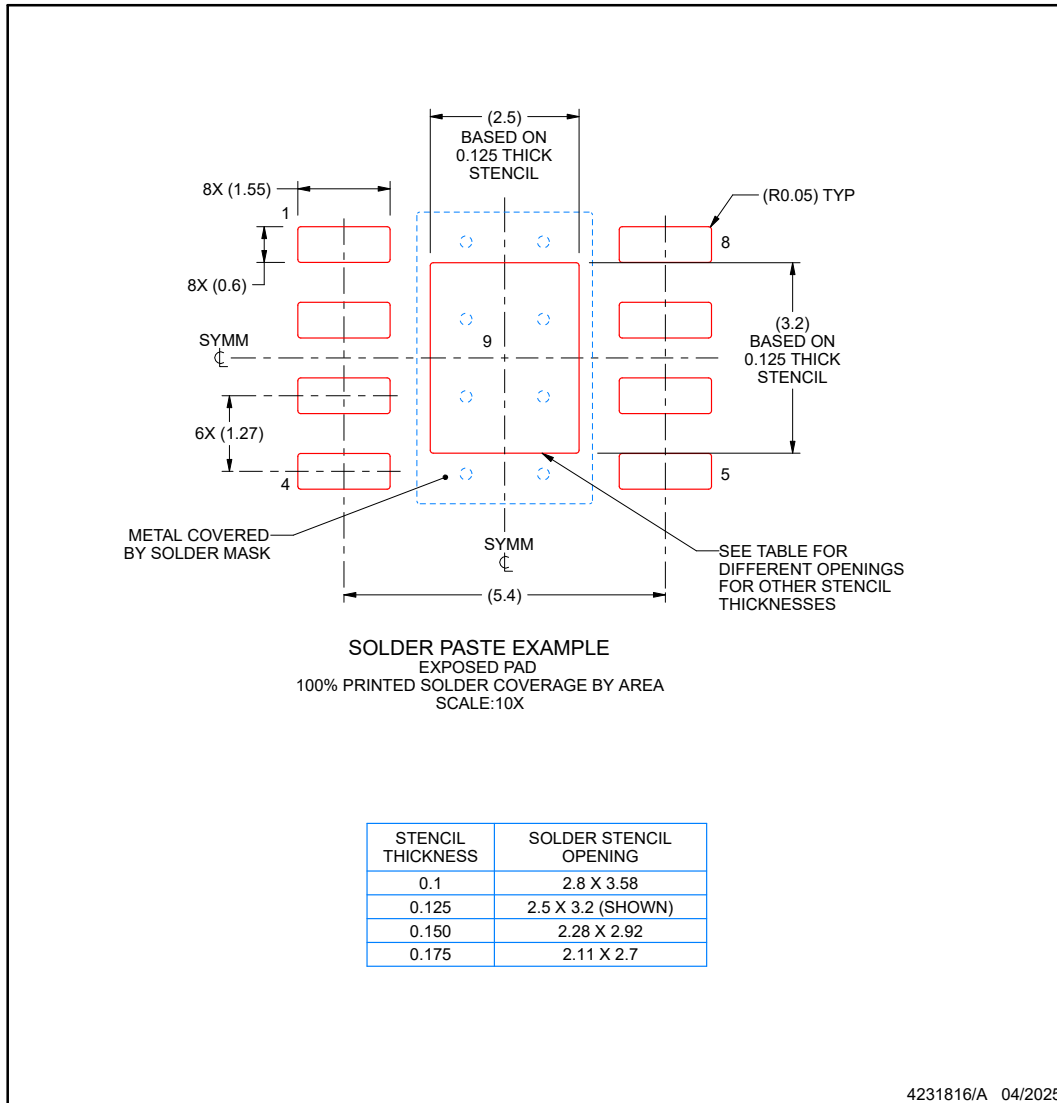 (2.5)
BASED ON
0.125 THICK
STENCIL
8X (1.55)
(R0.05) TYP
1
8
8X (0.6)
(3.2)
BASED ON
0.125 THICK
STENCIL
SYMM
9
6X (1.27)
4
5
METAL COVERED
BY SOLDER MASK
SYMM
SEE TABLE FOR
DIFFERENT OPENINGS
FOR OTHER STENCIL
THICKNESSES
(5.4)
SOLDER PASTE EXAMPLE
EXPOSED PAD
100% PRINTED SOLDER COVERAGE BY AREA
SCALE:10X
STENCIL
THICKNESS
SOLDER STENCIL
OPENING
0.1
2.8 X 3.58
0.125
2.5 X 3.2 (SHOWN)
0.150
2.28 X 2.92
0.175
2.11 X 2.7
4231816/A 04/2025